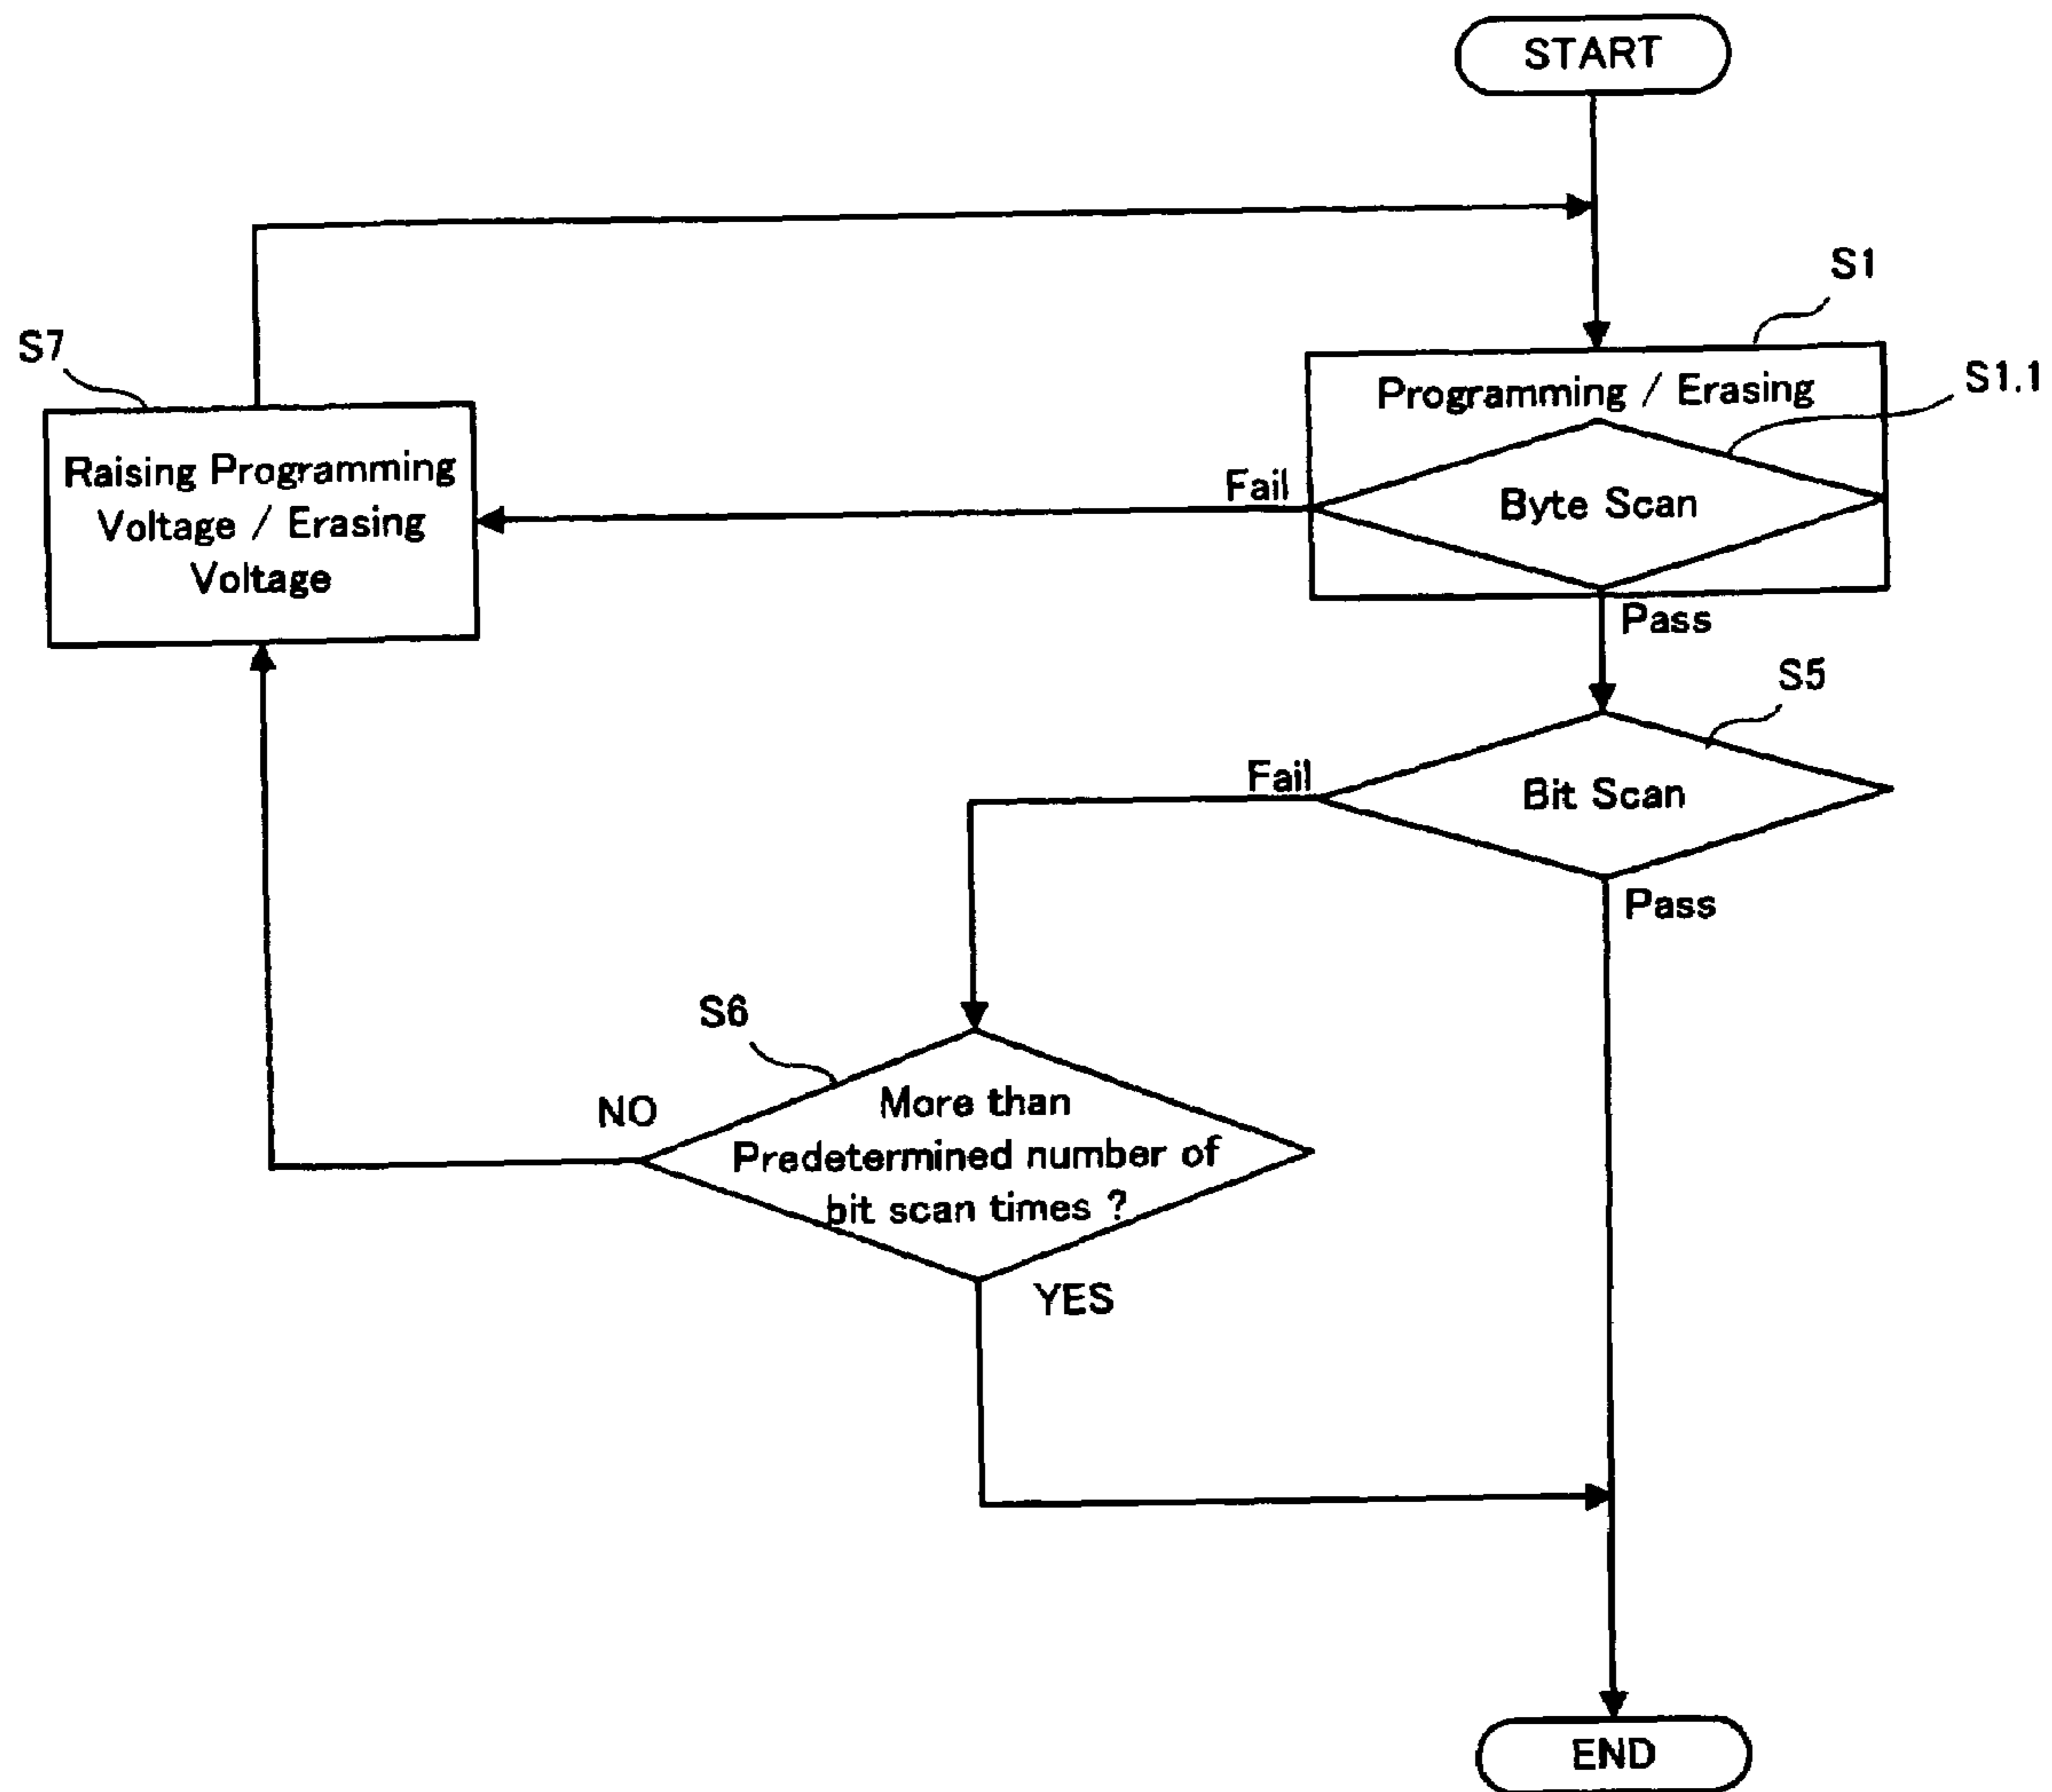 START
S1
S7
S1.1
Programming / Erasing
Raising Programming
Voltage / Erasing
Voltage
Fail
Byte Scan
Pass
S5
Fail
Bit Scan
Pass
S6
NO
More than
Predetermined number of
bit scan times ?
YES
END